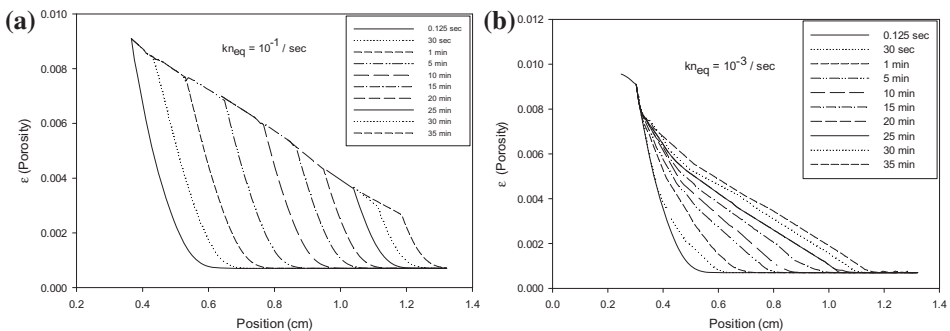 (a)
0.010
0.008
0.006
0.004
0.002
0.000
ε (Porosity)
kn_eq = 10^-1 / sec
0.125 sec
30 sec
1 min
5 min
10 min
15 min
20 min
25 min
30 min
35 min
0.2 0.4 0.6 0.8 1.0 1.2 1.4
Position (cm)
(b)
0.012
0.010
0.008
0.006
0.004
0.002
0.000
ε (Porosity)
kn_eq = 10^-3 / sec
0.125 sec
30 sec
1 min
5 min
10 min
15 min
20 min
25 min
30 min
35 min
0.0 0.2 0.4 0.6 0.8 1.0 1.2 1.4
Position (cm)